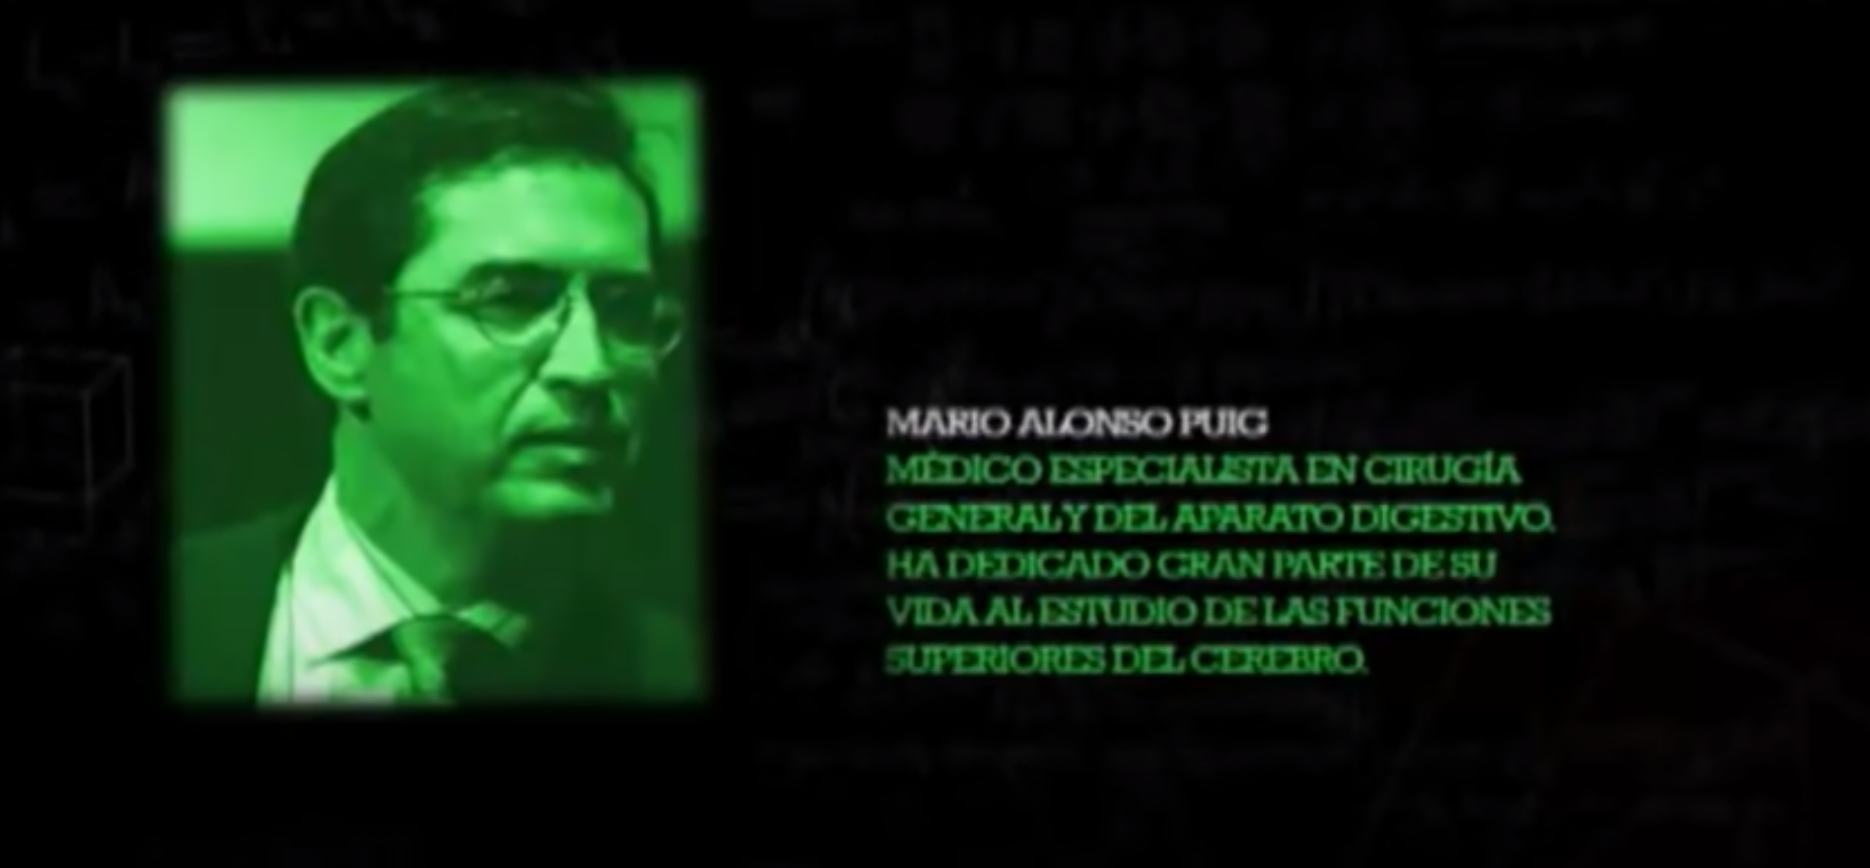 MARIO ALONSO PUIG
MÉDICO ESPECIALISTA EN CIRUGÍA
GENERAL Y DEL APARATO DIGESTIVO.
HA DEDICADO GRAN PARTE DE SU
VIDA AL ESTUDIO DE LAS FUNCIONES
SUPERIORES DEL CEREBRO.